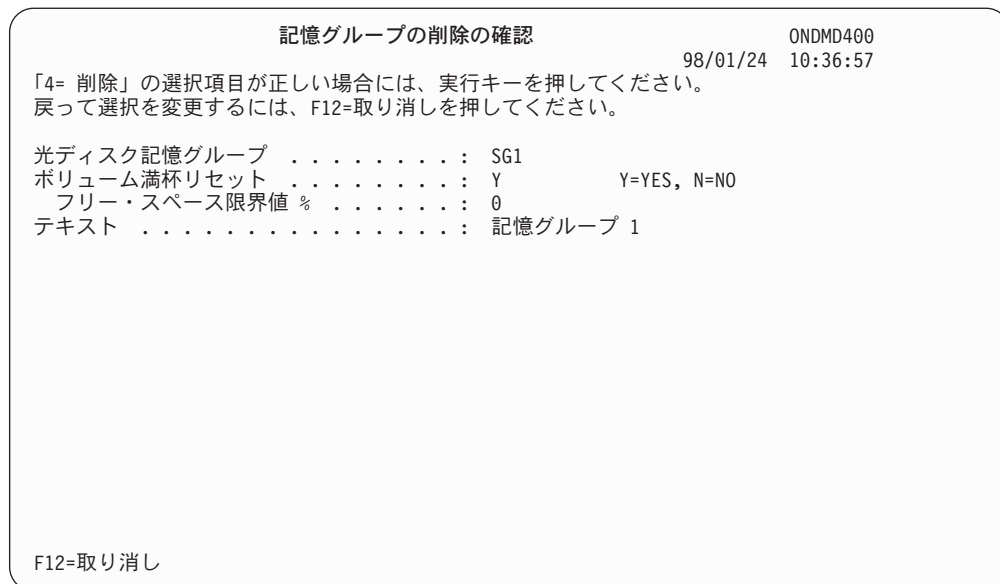 記憶グループの削除の確認 ONDMD400
98/01/24 10:36:57
「4= 削除」の選択項目が正しい場合には、実行キーを押してください。
戻って選択を変更するには、F12=取り消しを押してください。
光ディスク記憶グループ . . . . . . . . : SG1
ボリューム満杯リセット . . . . . . . . : Y Y=YES, N=NO
フリー・スペース限界値 % . . . . . . : 0
テキスト . . . . . . . . . . . . . . . : 記憶グループ 1
F12=取り消し